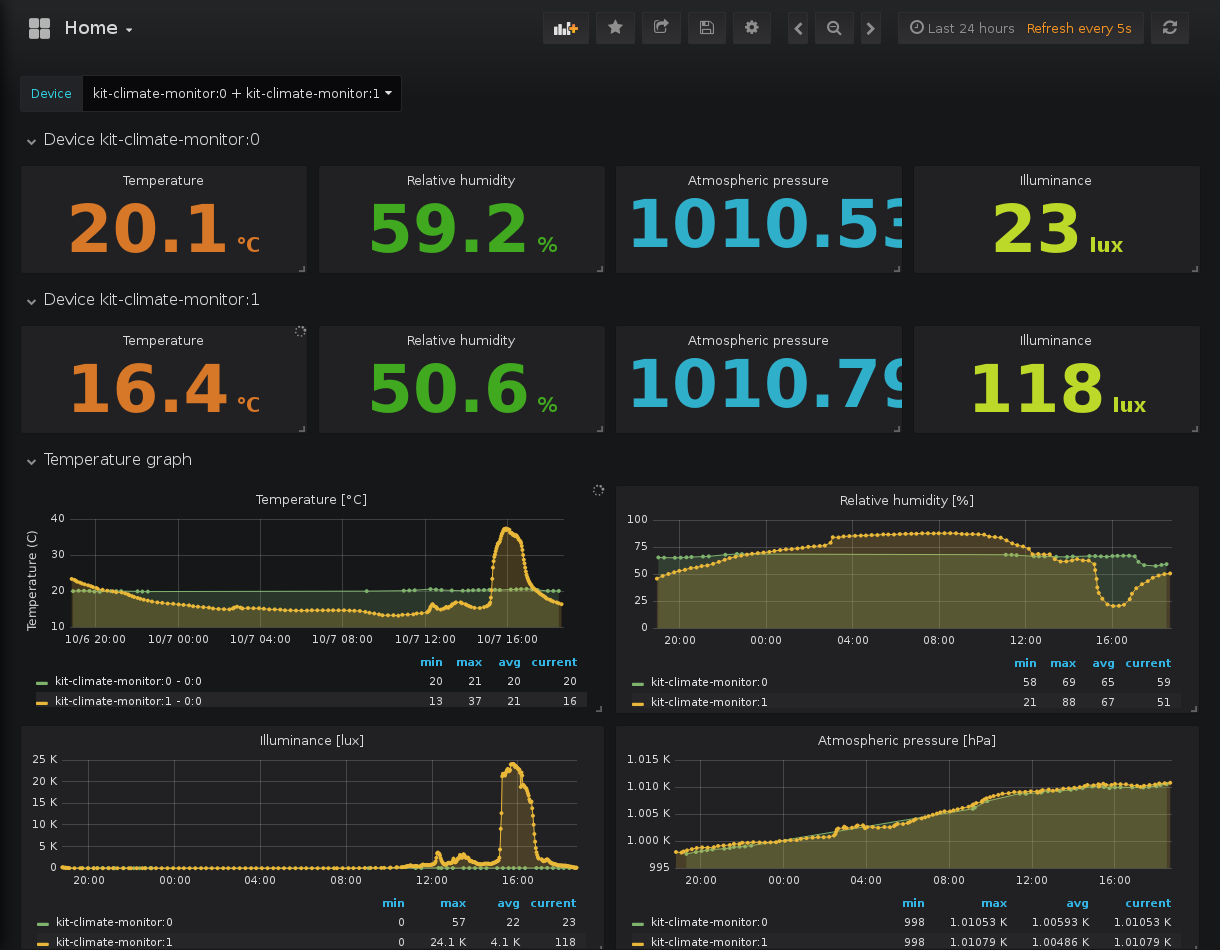 Home
Last 24 hours Refresh every 5s
Device kit-climate-monitor:0 + kit-climate-monitor:1
Device kit-climate-monitor:0
Temperature Relative humidity Atmospheric pressure Illuminance
20.1 °C 59.2 % 1010.53 23 lux
Device kit-climate-monitor:1
Temperature Relative humidity Atmospheric pressure Illuminance
16.4 °C 50.6 % 1010.79 118 lux
Temperature graph
Temperature [°C]
Temperature (C)
40
30
20
10
10/6 20:00 10/7 00:00 10/7 04:00 10/7 08:00 10/7 12:00 10/7 16:00
min max avg current
kit-climate-monitor:0 - 0:0 20 21 20 20
kit-climate-monitor:1 - 0:0 13 37 21 16
Relative humidity [%]
100
75
50
25
0
20:00 00:00 04:00 08:00 12:00 16:00
min max avg current
kit-climate-monitor:0 58 69 65 59
kit-climate-monitor:1 21 88 67 51
Illuminance [lux]
25 K
20 K
15 K
10 K
5 K
0
20:00 00:00 04:00 08:00 12:00 16:00
min max avg current
kit-climate-monitor:0 0 57 22 23
kit-climate-monitor:1 0 24.1 K 4.1 K 118
Atmospheric pressure [hPa]
1.015 K
1.010 K
1.005 K
1.000 K
995
20:00 00:00 04:00 08:00 12:00 16:00
min max avg current
kit-climate-monitor:0 998 1.01053 K 1.00593 K 1.01053 K
kit-climate-monitor:1 998 1.01079 K 1.00486 K 1.01079 K